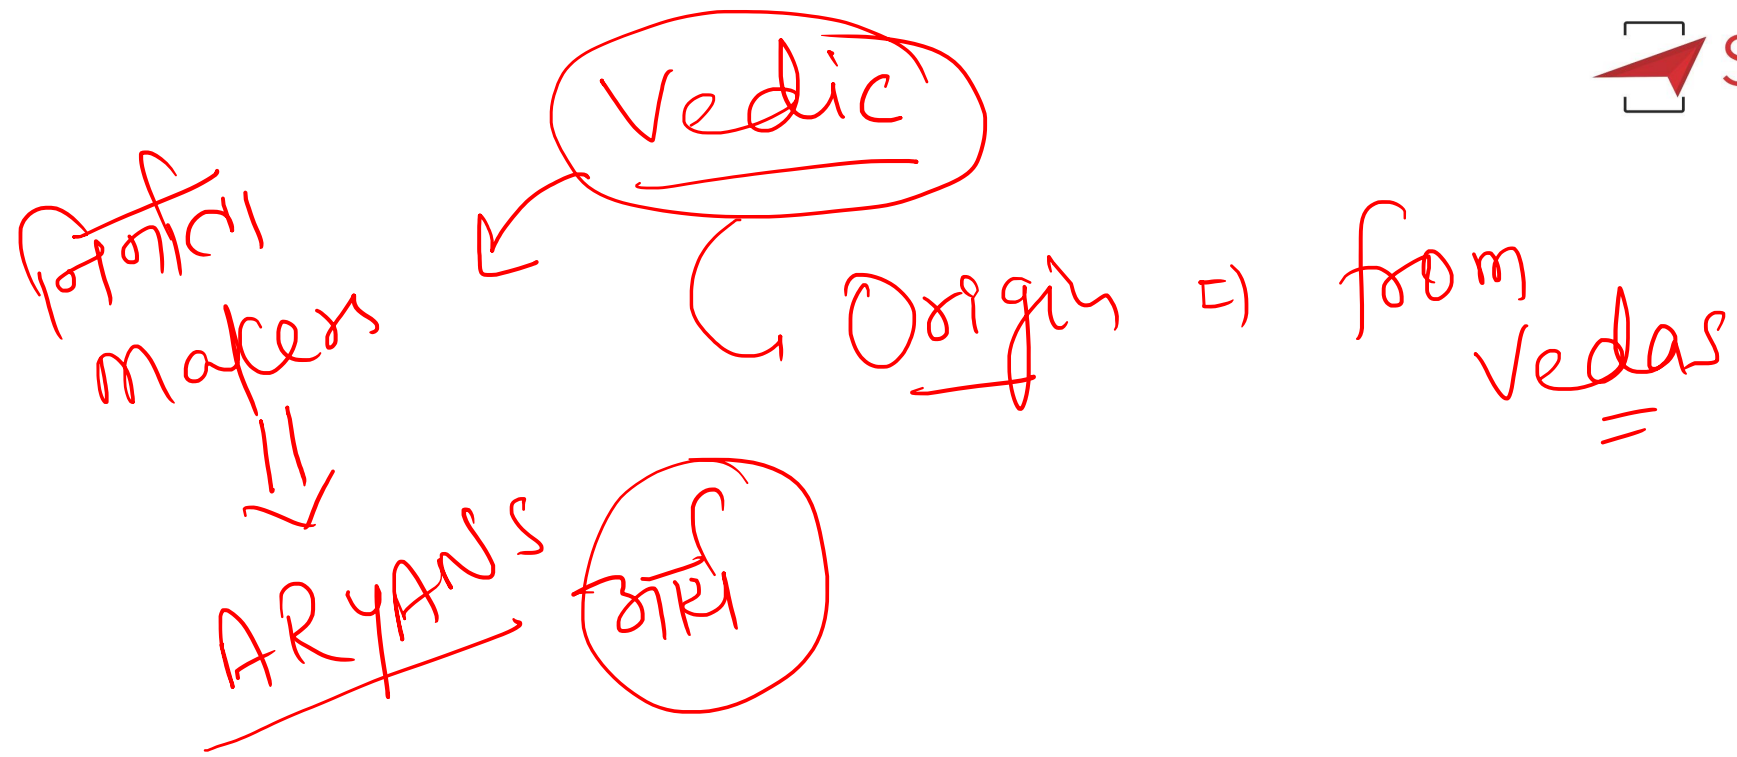 Vedic
निर्माता
makers
Origin ⇒ from
Vedas
ARYANS आर्य
S